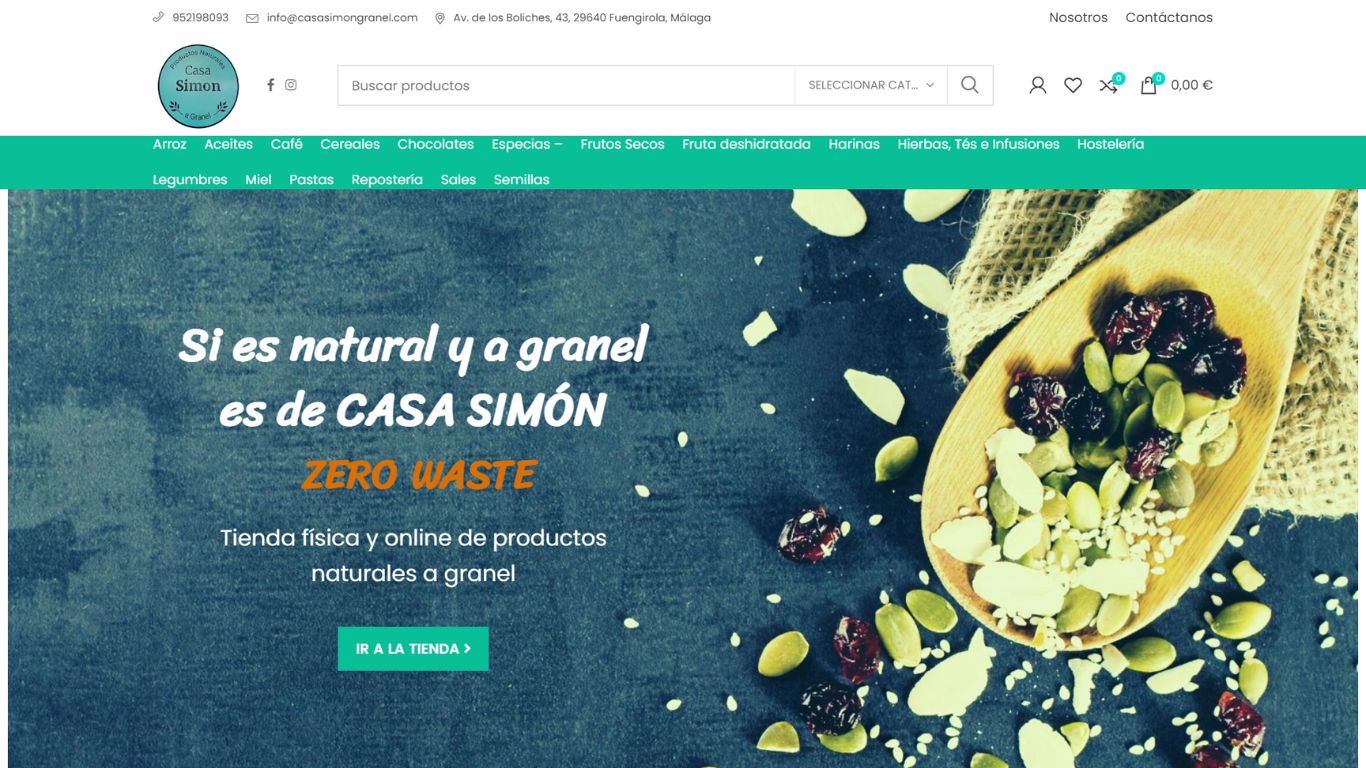 952198093 info@casasimongranel.com Av. de los Boliches, 43, 29640 Fuengirola, Málaga Nosotros Contáctanos
Productos Naturales
Casa
Simon
a Granel
Buscar productos SELECCIONAR CAT... 0 0 0,00 €
Arroz Aceites Café Cereales Chocolates Especias – Frutos Secos Fruta deshidratada Harinas Hierbas, Tés e Infusiones Hostelería
Legumbres Miel Pastas Repostería Sales Semillas
Si es natural y a granel
es de CASA SIMÓN
ZERO WASTE
Tienda física y online de productos
naturales a granel
IR A LA TIENDA